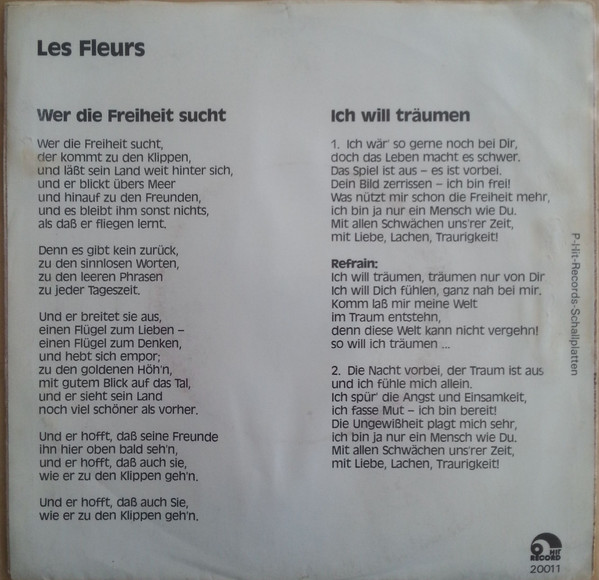 Les Fleurs
Wer die Freiheit sucht
Wer die Freiheit sucht,
der kommt zu den Klippen,
und läßt sein Land weit hinter sich,
und er blickt übers Meer
und hinauf zu den Freunden,
und es bleibt ihm sonst nichts,
als daß er fliegen lernt.
Denn es gibt kein zurück,
zu den sinnlosen Worten,
zu den leeren Phrasen
zu jeder Tageszeit.
Und er breitet sie aus,
einen Flügel zum Lieben –
einen Flügel zum Denken,
und hebt sich empor;
zu den goldenen Höh'n,
mit gutem Blick auf das Tal,
und er sieht sein Land
noch viel schöner als vorher.
Und er hofft, daß seine Freunde
ihn hier oben bald seh'n,
und er hofft, daß auch sie,
wie er zu den Klippen geh'n.
Und er hofft, daß auch Sie,
wie er zu den Klippen geh'n.
Ich will träumen
1. Ich wär' so gerne noch bei Dir,
doch das Leben macht es schwer.
Das Spiel ist aus – es ist vorbei.
Dein Bild zerrissen – ich bin frei!
Was nützt mir schon die Freiheit mehr,
ich bin ja nur ein Mensch wie Du.
Mit allen Schwächen uns'rer Zeit,
mit Liebe, Lachen, Traurigkeit!
Refrain:
Ich will träumen, träumen nur von Dir
Ich will Dich fühlen, ganz nah bei mir.
Komm laß mir meine Welt
im Traum entstehn,
denn diese Welt kann nicht vergehn!
so will ich träumen ...
2. Die Nacht vorbei, der Traum ist aus
und ich fühle mich allein.
Ich spür' die Angst und Einsamkeit,
ich fasse Mut – ich bin bereit!
Die Ungewißheit plagt mich sehr,
ich bin ja nur ein Mensch wie Du.
Mit allen Schwächen uns'rer Zeit,
mit Liebe, Lachen, Traurigkeit!
P-Hit-Records-Schallplatten
HIT
RECORD
20011